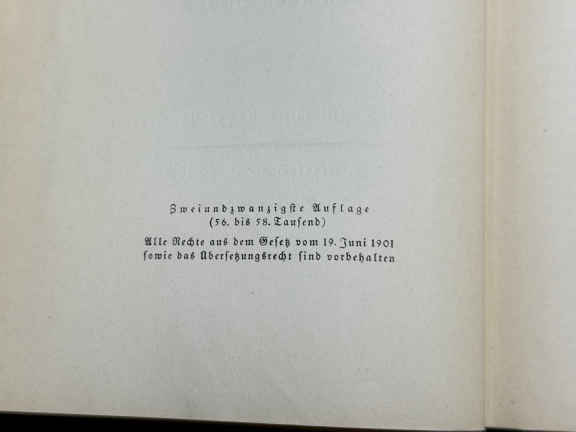 Zweiundzwanzigſte Auflage
(56. bis 58. Tauſend)
Alle Rechte aus dem Geſetz vom 19. Juni 1901
ſowie das Überſetzungsrecht ſind vorbehalten